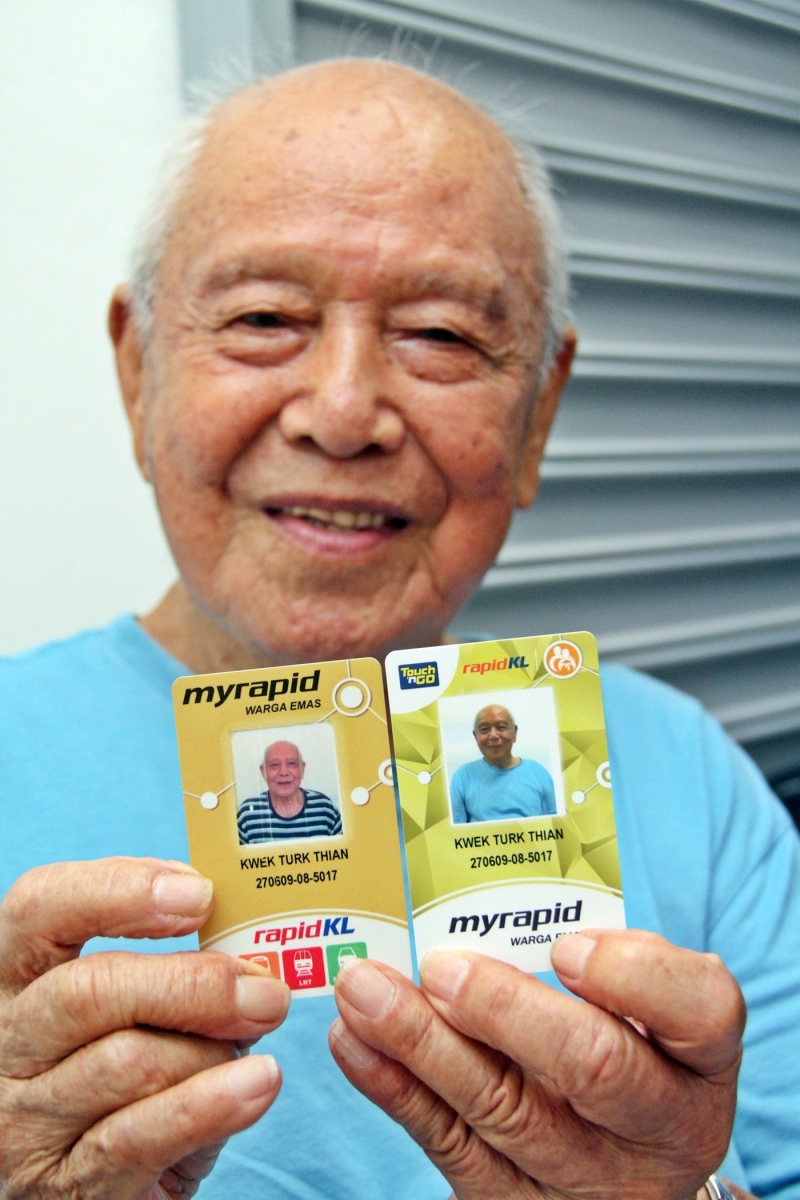 myrapid
WARGA EMAS
KWEK TURK THIAN
270609-08-5017
rapidKL
LRT
Touch
'n GO
rapidKL
KWEK TURK THIAN
270609-08-5017
myrapid
WARGA